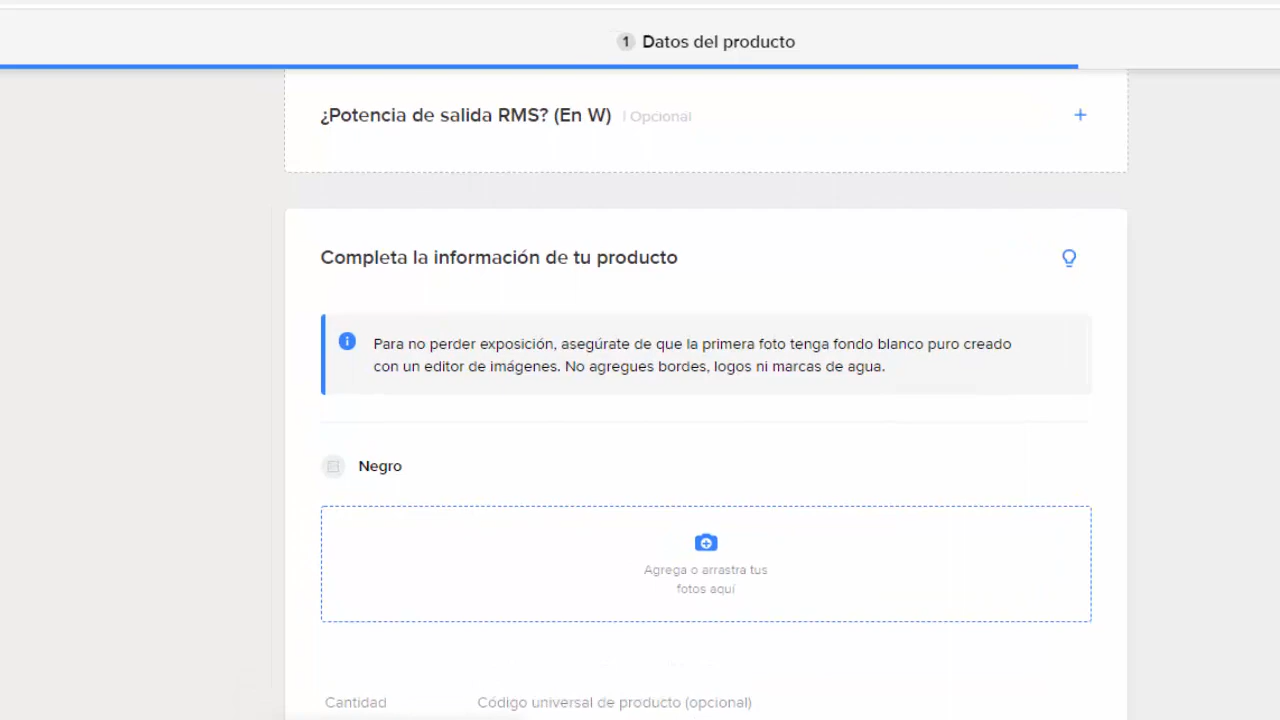 1 Datos del producto
¿Potencia de salida RMS? (En W) | Opcional
Completa la información de tu producto
Para no perder exposición, asegúrate de que la primera foto tenga fondo blanco puro creado
con un editor de imágenes. No agregues bordes, logos ni marcas de agua.
Negro
Agrega o arrastra tus
fotos aquí
Cantidad Código universal de producto (opcional)